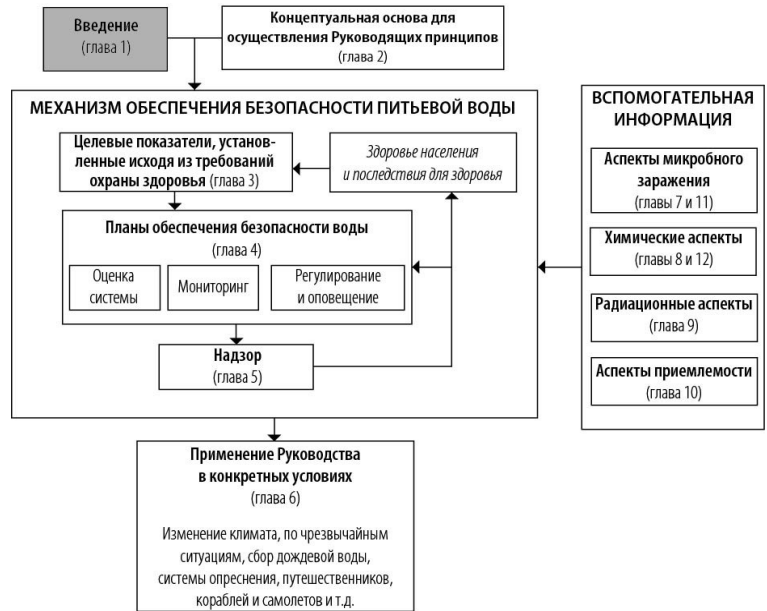 Введение
(глава 1)
Концептуальная основа для
осуществления Руководящих принципов
(глава 2)
МЕХАНИЗМ ОБЕСПЕЧЕНИЯ БЕЗОПАСНОСТИ ПИТЬЕВОЙ ВОДЫ
Целевые показатели, установ-
ленные исходя из требований
охраны здоровья (глава 3)
Здоровье населения
и последствия для здоровья
Планы обеспечения безопасности воды
(глава 4)
Оценка
системы
Мониторинг
Регулирование
и оповещение
Надзор
(глава 5)
ВСПОМОГАТЕЛЬНАЯ
ИНФОРМАЦИЯ
Аспекты микробного
заражения
(главы 7 и 11)
Химические аспекты
(главы 8 и 12)
Радиационные аспекты
(глава 9)
Аспекты приемлемости
(глава 10)
Применение Руководства
в конкретных условиях
(глава 6)
Изменение климата, по чрезвычайным
ситуациям, сбор дождевой воды,
системы опреснения, путешественников,
кораблей и самолетов и т.д.